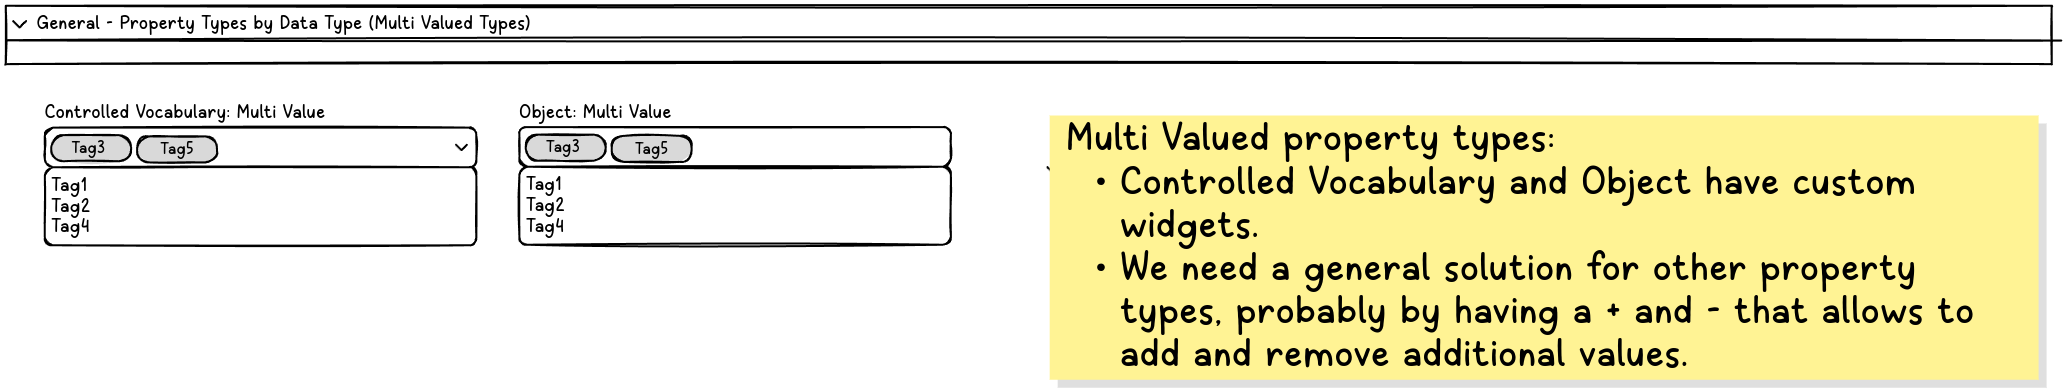 General - Property Types by Data Type (Multi Valued Types)
Controlled Vocabulary: Multi Value
Tag3 Tag5
Tag1
Tag2
Tag4
Object: Multi Value
Tag3 Tag5
Tag1
Tag2
Tag4
Multi Valued property types:
• Controlled Vocabulary and Object have custom
widgets.
• We need a general solution for other property
types, probably by having a + and - that allows to
add and remove additional values.